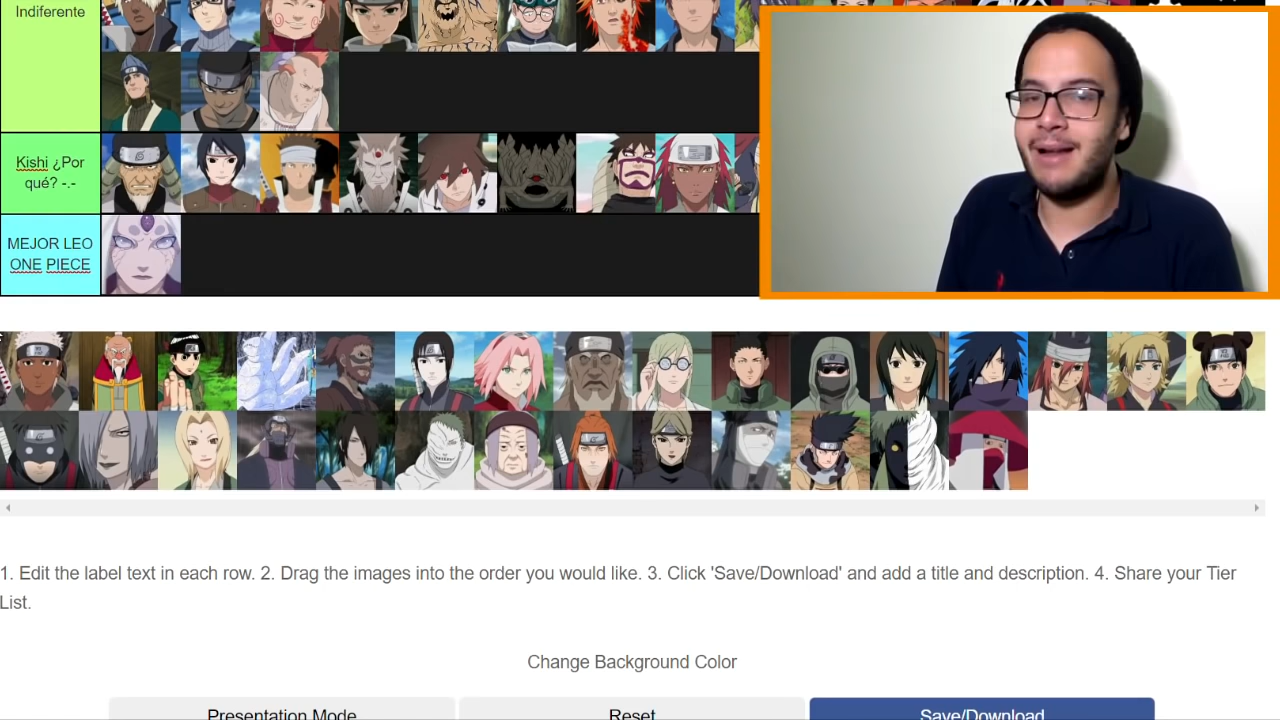 Indiferente
Kishi ¿Por
qué? -.-
MEJOR LEO
ONE PIECE
1. Edit the label text in each row. 2. Drag the images into the order you would like. 3. Click 'Save/Download' and add a title and description. 4. Share your Tier
List.
Change Background Color
Presentation Mode
Reset
Save/Download